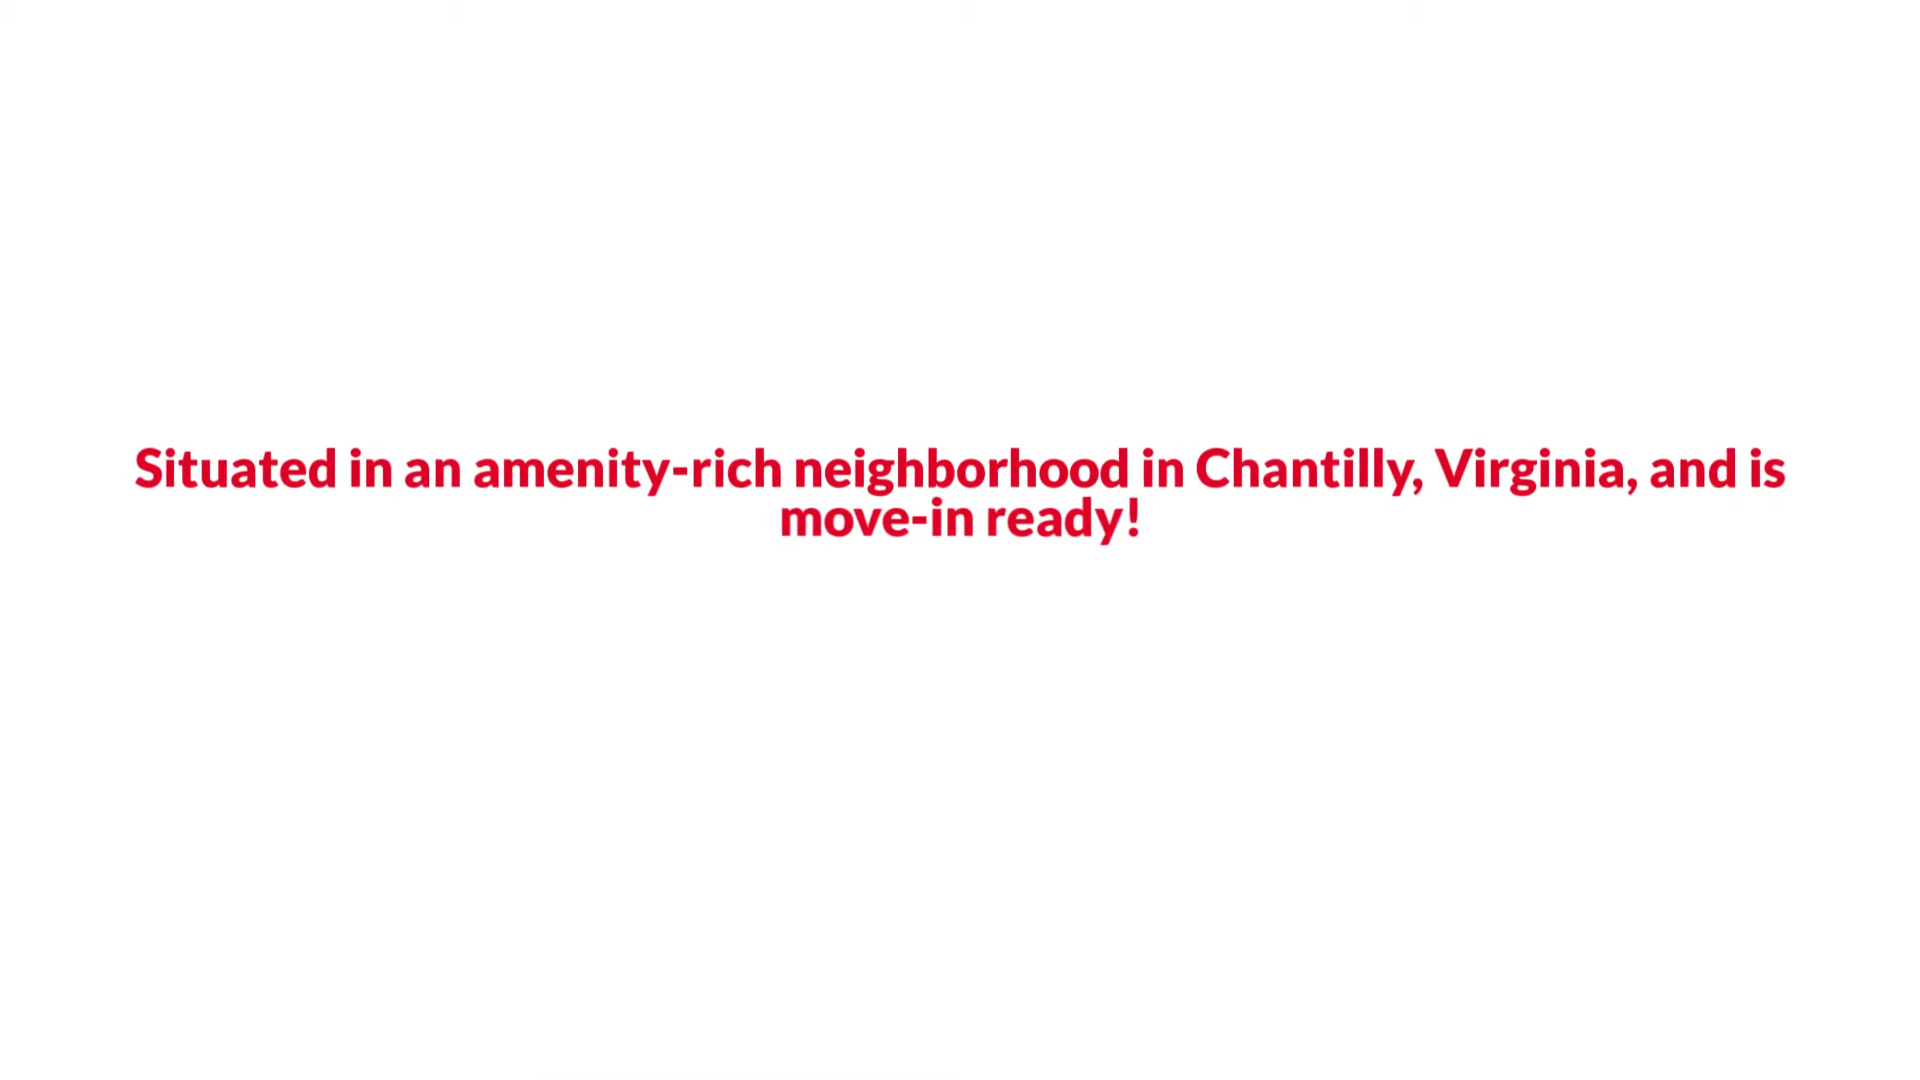 Situated in an amenity-rich neighborhood in Chantilly, Virginia, and is
move-in ready!